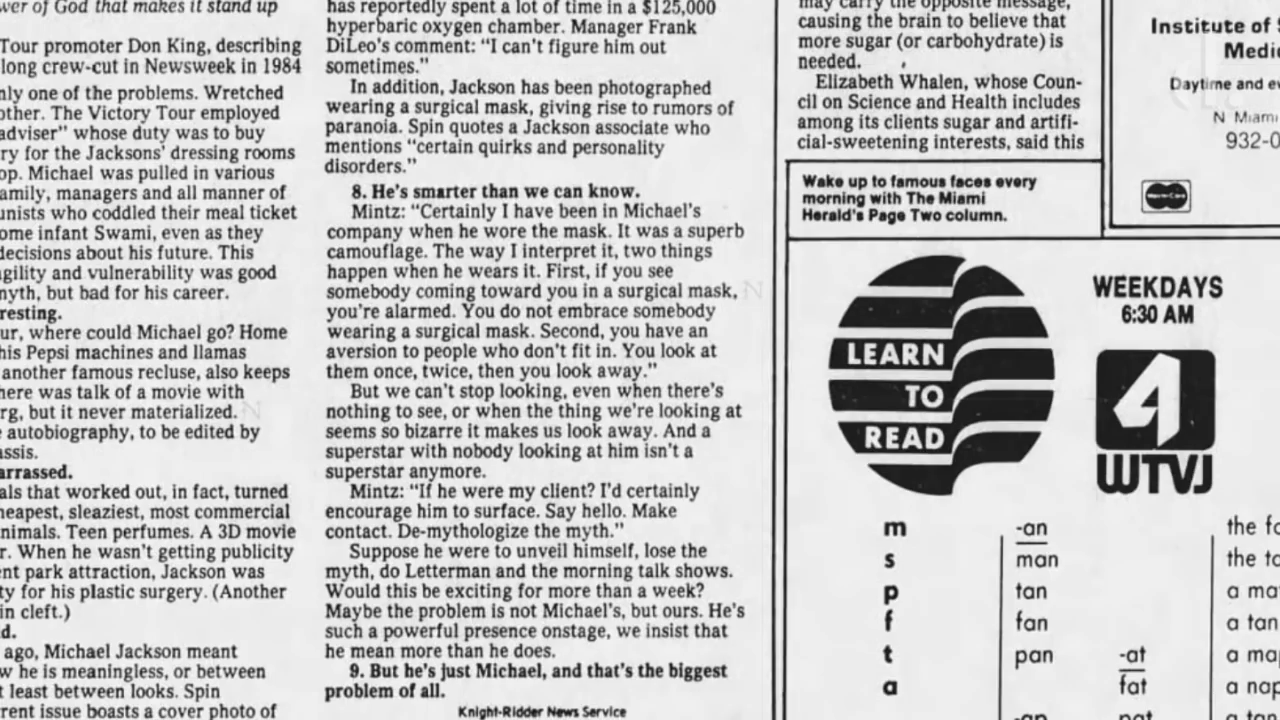 wer of God that makes it stand up
Tour promoter Don King, describing
long crew-cut in Newsweek in 1984
nly one of the problems. Wretched
other. The Victory Tour employed
adviser" whose duty was to buy
ry for the Jacksons' dressing rooms
op. Michael was pulled in various
amily, managers and all manner of
unists who coddled their meal ticket
ome infant Swami, even as they
decisions about his future. This
agility and vulnerability was good
nyth, but bad for his career.
resting.
ur, where could Michael go? Home
his Pepsi machines and llamas
another famous recluse, also keeps
here was talk of a movie with
rg, but it never materialized.
e autobiography, to be edited by
assis.
arrassed.
als that worked out, in fact, turned
heapest, sleaziest, most commercial
nimals. Teen perfumes. A 3D movie
r. When he wasn't getting publicity
ent park attraction, Jackson was
ty for his plastic surgery. (Another
in cleft.)
d.
ago, Michael Jackson meant
w he is meaningless, or between
t least between looks. Spin
rent issue boasts a cover photo of
has reportedly spent a lot of time in a $125,000
hyperbaric oxygen chamber. Manager Frank
DiLeo's comment: "I can't figure him out
sometimes."
In addition, Jackson has been photographed
wearing a surgical mask, giving rise to rumors of
paranoia. Spin quotes a Jackson associate who
mentions "certain quirks and personality
disorders."
8. He's smarter than we can know.
Mintz: "Certainly I have been in Michael's
company when he wore the mask. It was a superb
camouflage. The way I interpret it, two things
happen when he wears it. First, if you see
somebody coming toward you in a surgical mask,
you're alarmed. You do not embrace somebody
wearing a surgical mask. Second, you have an
aversion to people who don't fit in. You look at
them once, twice, then you look away."
But we can't stop looking, even when there's
nothing to see, or when the thing we're looking at
seems so bizarre it makes us look away. And a
superstar with nobody looking at him isn't a
superstar anymore.
Mintz: "If he were my client? I'd certainly
encourage him to surface. Say hello. Make
contact. De-mythologize the myth."
Suppose he were to unveil himself, lose the
myth, do Letterman and the morning talk shows.
Would this be exciting for more than a week?
Maybe the problem is not Michael's, but ours. He's
such a powerful presence onstage, we insist that
he mean more than he does.
9. But he's just Michael, and that's the biggest
problem of all.
Knight-Ridder News Service
may carry the opposite message,
causing the brain to believe that
more sugar (or carbohydrate) is
needed.
Elizabeth Whalen, whose Coun-
cil on Science and Health includes
among its clients sugar and artifi-
cial-sweetening interests, said this
Wake up to famous faces every
morning with The Miami
Herald's Page Two column.
Institute of S
Medic
Daytime and ev
N Miami
932-0
LEARN
TO
READ
WEEKDAYS
6:30 AM
4
WTVJ
m
s
p
f
t
a
-an
man
tan
fan
pan
-at
fat
-ap
pat
the fa
the ta
a ma
a tan
a map
a nap
a tan